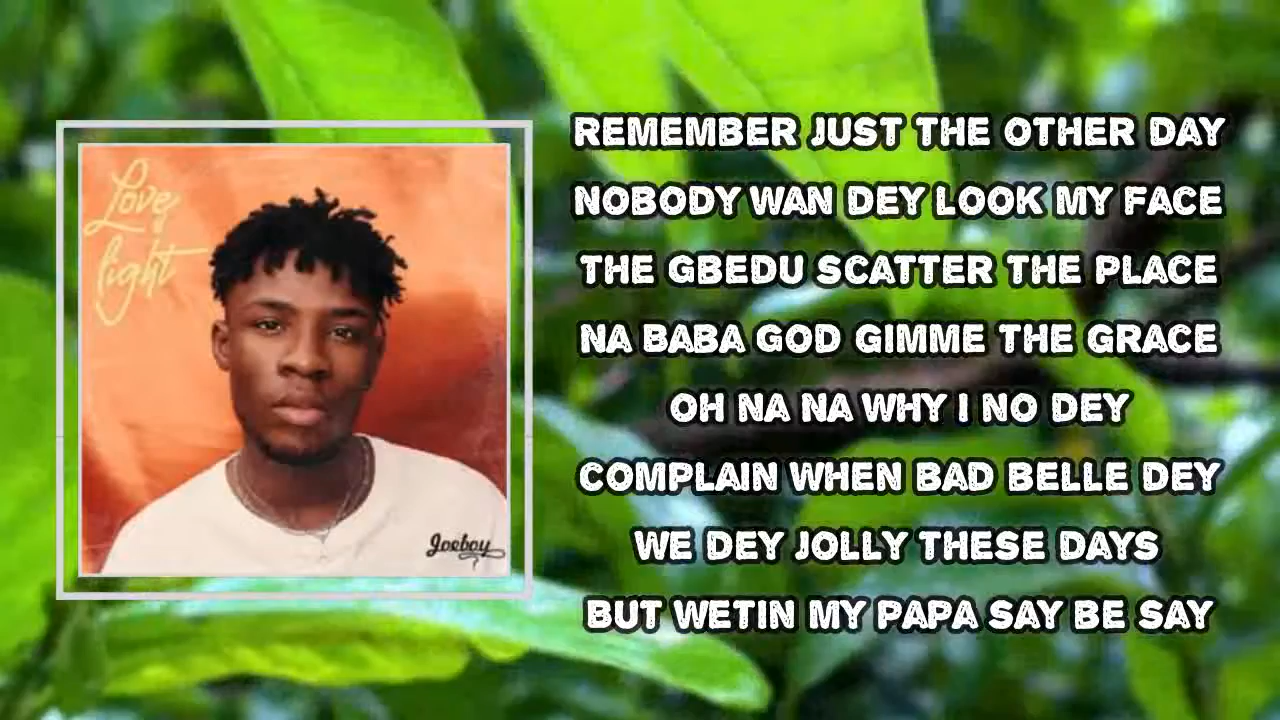 Love
&
light
Joeboy
REMEMBER JUST THE OTHER DAY
NOBODY WAN DEY LOOK MY FACE
THE GBEDU SCATTER THE PLACE
NA BABA GOD GIMME THE GRACE
OH NA NA WHY I NO DEY
COMPLAIN WHEN BAD BELLE DEY
WE DEY JOLLY THESE DAYS
BUT WETIN MY PAPA SAY BE SAY